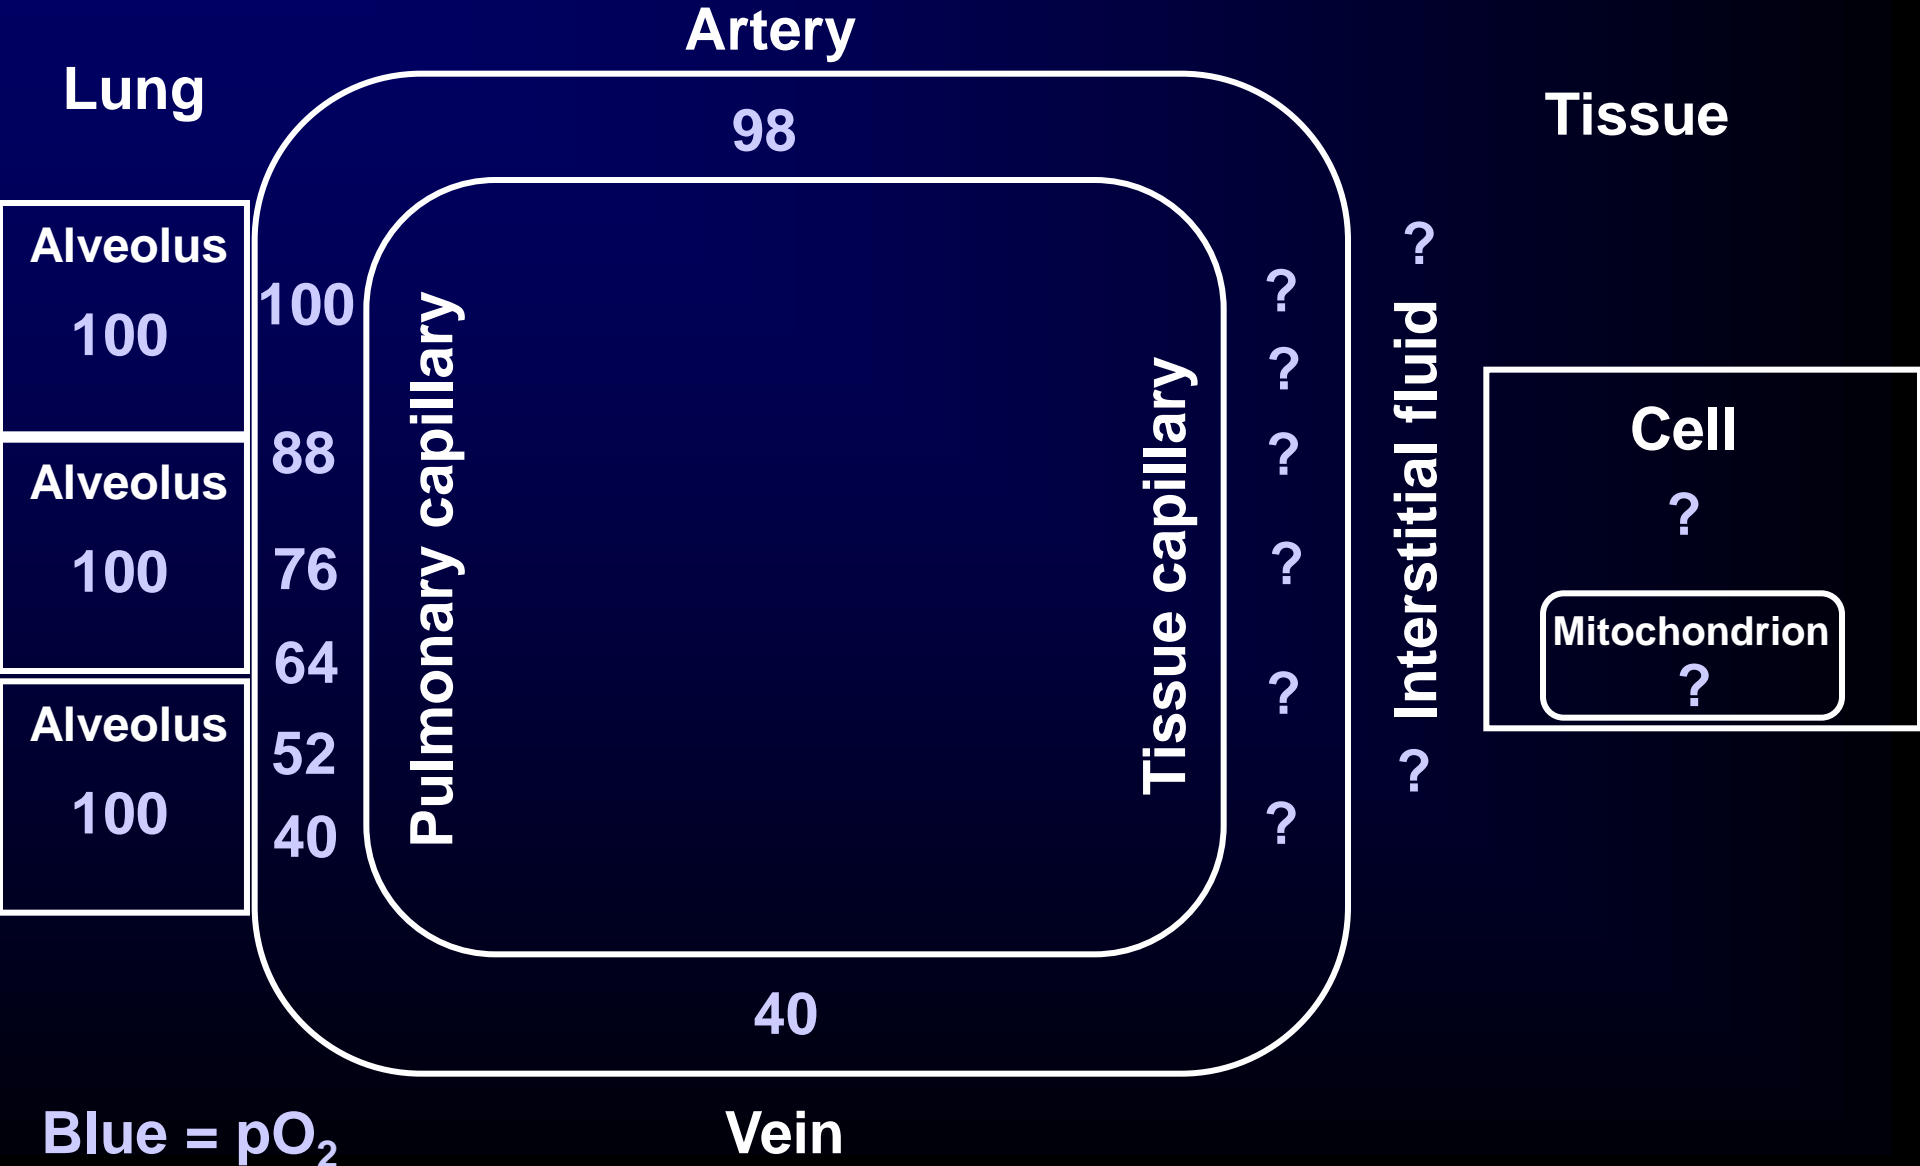 Artery
Lung
Tissue
98
Alveolus
100
Alveolus
100
Alveolus
100
100
88
76
64
52
40
Pulmonary capillary
Tissue capillary
?
?
?
?
?
?
?
Interstitial fluid
?
Cell
?
Mitochondrion
?
40
Vein
Blue = pO₂